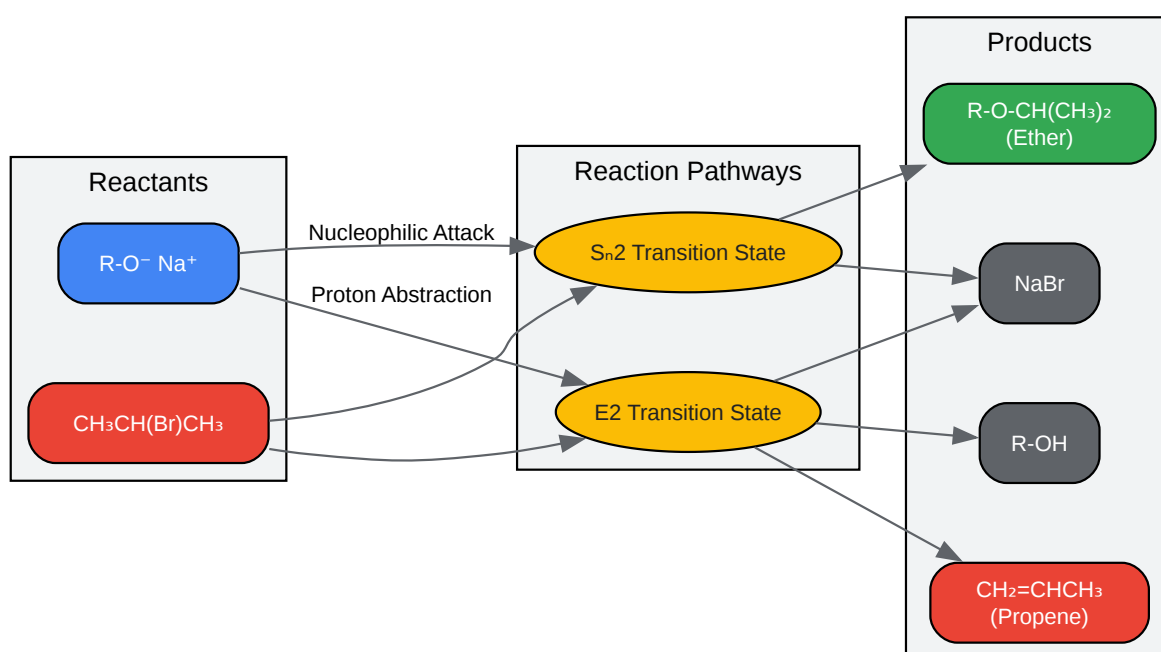 Reactants
R-O⁻ Na⁺
CH₃CH(Br)CH₃
Nucleophilic Attack
Proton Abstraction
Reaction Pathways
Sₙ2 Transition State
E2 Transition State
Products
R-O-CH(CH₃)₂
(Ether)
NaBr
R-OH
CH₂=CHCH₃
(Propene)